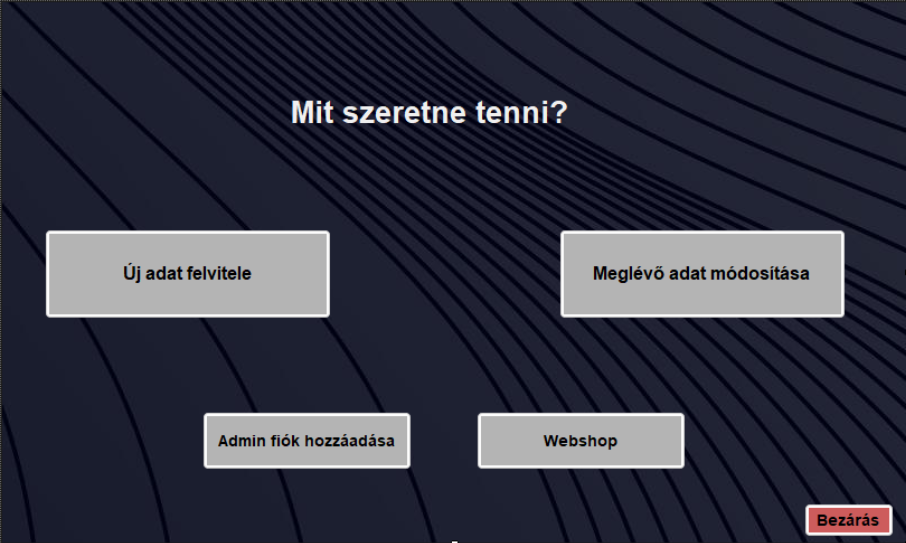 Mit szeretne tenni?
Új adat felvitele
Meglévő adat módosítása
Admin fiók hozzáadása
Webshop
Bezárás